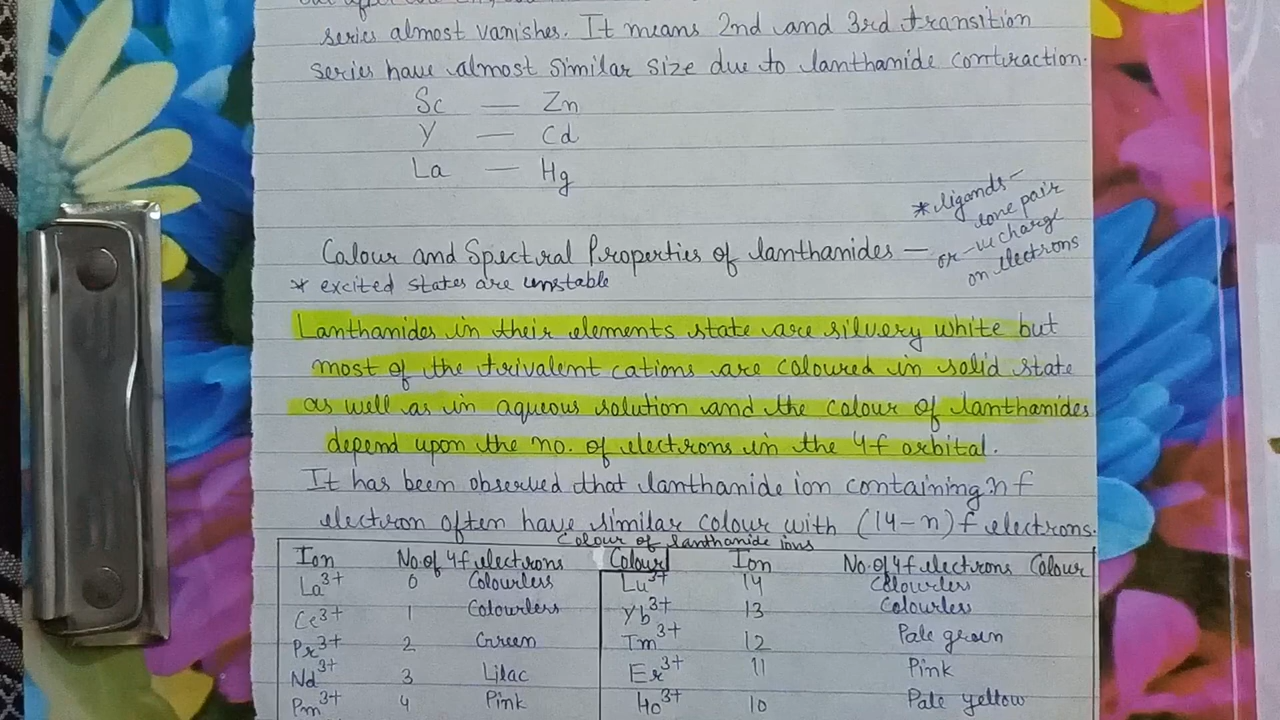 series almost vanishes. It means 2nd and 3rd transition
series have almost similar size due to lanthanide contraction.
Sc — Zn
Y — Cd
La — Hg
* ligands -
lone pair
or -ve charge
on electrons
Colour and Spectral Properties of lanthanides —
* excited states are unstable
Lanthanides in their elements state are silvery white but
most of the trivalent cations are coloured in solid state
as well as in aqueous solution and the colour of lanthanides
depend upon the no. of electrons in the 4f orbital.
It has been observed that lanthanide ion containing nf
electron often have similar colour with (14-n)f electrons.
Colour of lanthanide ions
Ion No. of 4f electrons Colour Ion No. of 4f electrons Colour
La3+ 0 Colourless Lu3+ 14 Colourless
Ce3+ 1 Colourless Yb3+ 13 Colourless
Pr3+ 2 Green Tm3+ 12 Pale green
Nd3+ 3 Lilac Er3+ 11 Pink
Pm3+ 4 Pink Ho3+ 10 Pale yellow